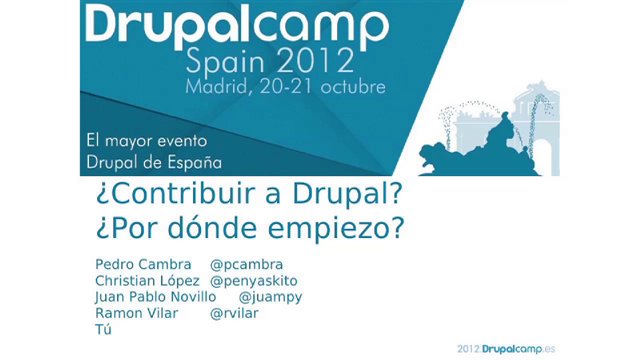 Drupalcamp
Spain 2012
Madrid, 20-21 octubre
El mayor evento
Drupal de España
¿Contribuir a Drupal?
¿Por dónde empiezo?
Pedro Cambra @pcambra
Christian López @penyaskito
Juan Pablo Novillo @juampy
Ramon Vilar @rvilar
Tú
2012 Drupalcamp.es